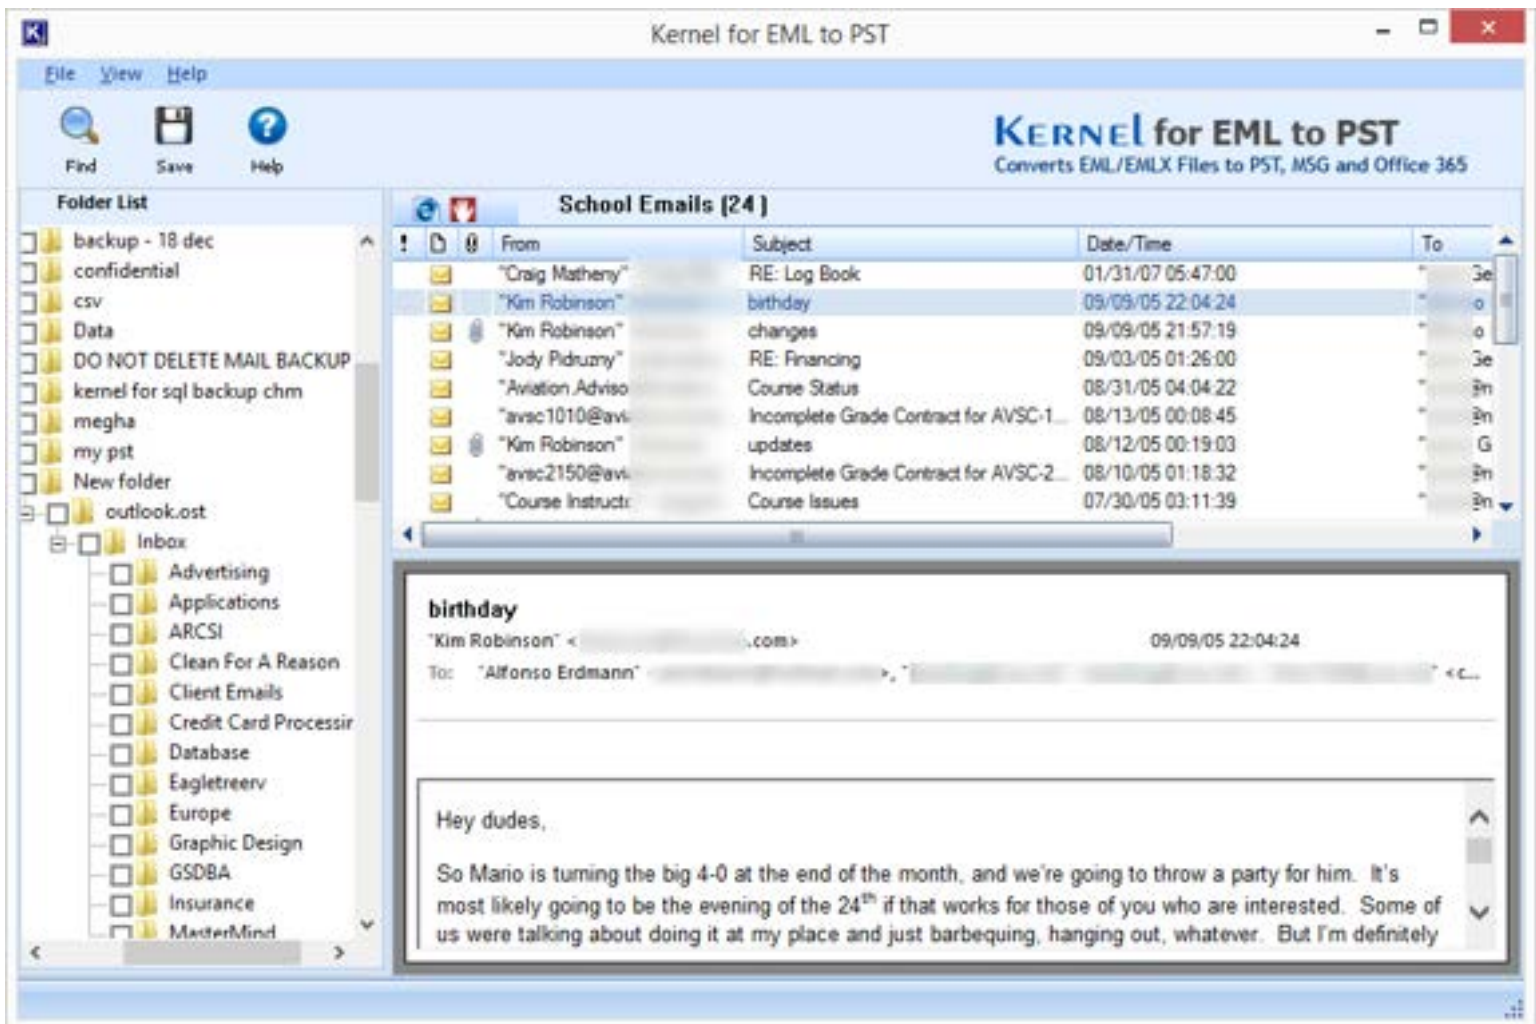 Kernel for EML to PST
File View Help
Find Save Help
KERNEl for EML to PST
Converts EML/EMLX Files to PST, MSG and Office 365
Folder List
backup - 18 dec
confidential
csv
Data
DO NOT DELETE MAIL BACKUP
kernel for sql backup chm
megha
my pst
New folder
outlook.ost
Inbox
Advertising
Applications
ARCSI
Clean For A Reason
Client Emails
Credit Card Processin
Database
Eagletreerv
Europe
Graphic Design
GSDBA
Insurance
MasterMind
School Emails (24)
! From Subject Date/Time To
"Craig Matheny" RE: Log Book 01/31/07 05:47:00 " Ge
"Kim Robinson" birthday 09/09/05 22:04:24 " o
"Kim Robinson" changes 09/09/05 21:57:19 " o
"Jody Pidruzny" RE: Financing 09/03/05 01:26:00 " Ge
"Aviation Adviso Course Status 08/31/05 04:04:22 "
"avsc1010@avi Incomplete Grade Contract for AVSC-1... 08/13/05 00:08:45 "
"Kim Robinson" updates 08/12/05 00:19:03 " G
"avsc2150@avi Incomplete Grade Contract for AVSC-2... 08/10/05 01:18:32 "
"Course Instructo Course Issues 07/30/05 03:11:39 "
birthday
"Kim Robinson" < .com> 09/09/05 22:04:24
To: "Alfonso Erdmann" >, " " <c...
Hey dudes,
So Mario is turning the big 4-0 at the end of the month, and we're going to throw a party for him. It's
most likely going to be the evening of the 24th if that works for those of you who are interested. Some of
us were talking about doing it at my place and just barbequing, hanging out, whatever. But I'm definitely